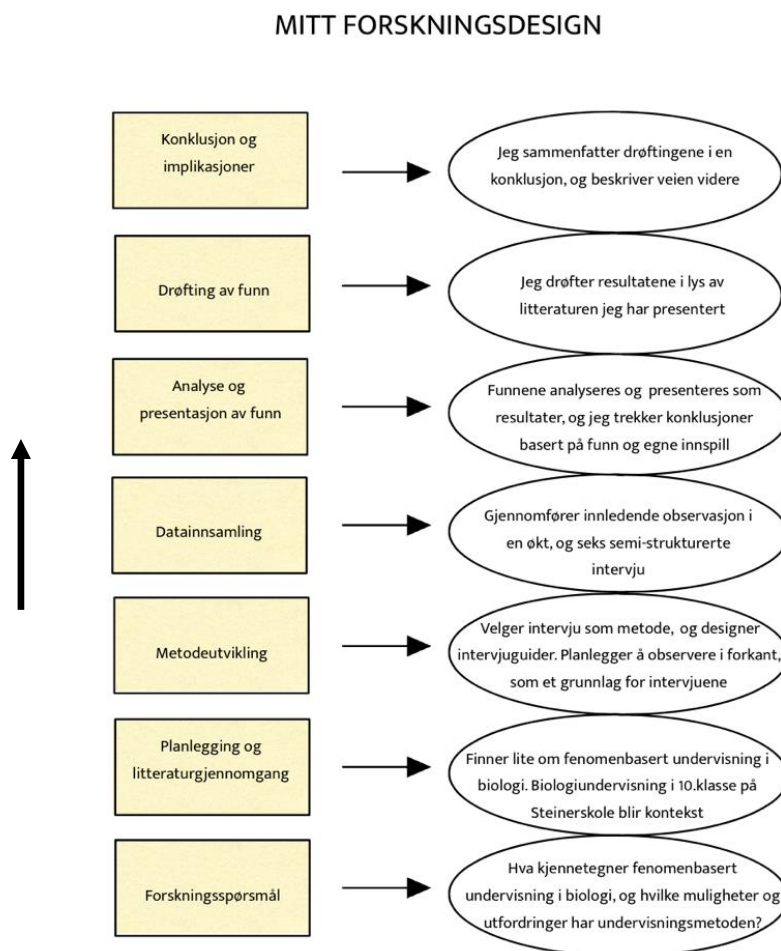 MITT FORSKNINGSDESIGN
Konklusjon og
implikasjoner
Jeg sammenfatter drøftingene i en
konklusjon, og beskriver veien videre
Drøfting av funn
Jeg drøfter resultatene i lys av
litteraturen jeg har presentert
Analyse og
presentasjon av funn
Funnene analyseres og presenteres som
resultater, og jeg trekker konklusjoner
basert på funn og egne innspill
Datainnsamling
Gjennomfører innledende observasjon i
en økt, og seks semi-strukturerte
intervju
Metodeutvikling
Velger intervju som metode, og designer
intervjuguider. Planlegger å observere i forkant,
som et grunnlag for intervjuene
Planlegging og
litteraturgjennomgang
Finner lite om fenomenbasert undervisning i
biologi. Biologiundervisning i 10.klasse på
Steinerskole blir kontekst
Forskningsspørsmål
Hva kjennetegner fenomenbasert
undervisning i biologi, og hvilke muligheter og
utfordringer har undervisningsmetoden?